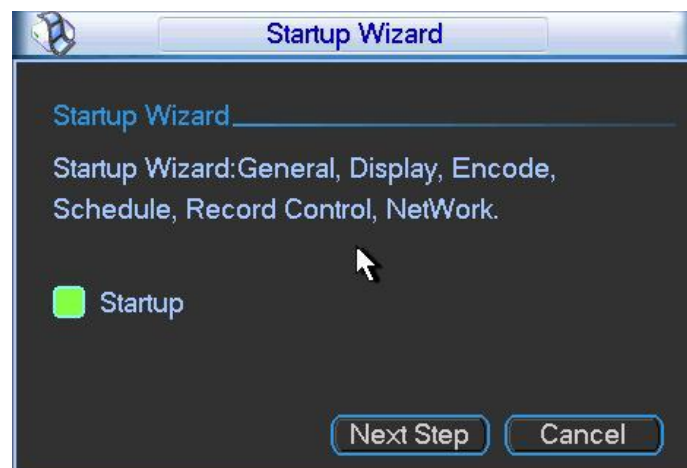 Startup Wizard
Startup Wizard
Startup Wizard:General, Display, Encode,
Schedule, Record Control, NetWork.
Startup
Next Step Cancel